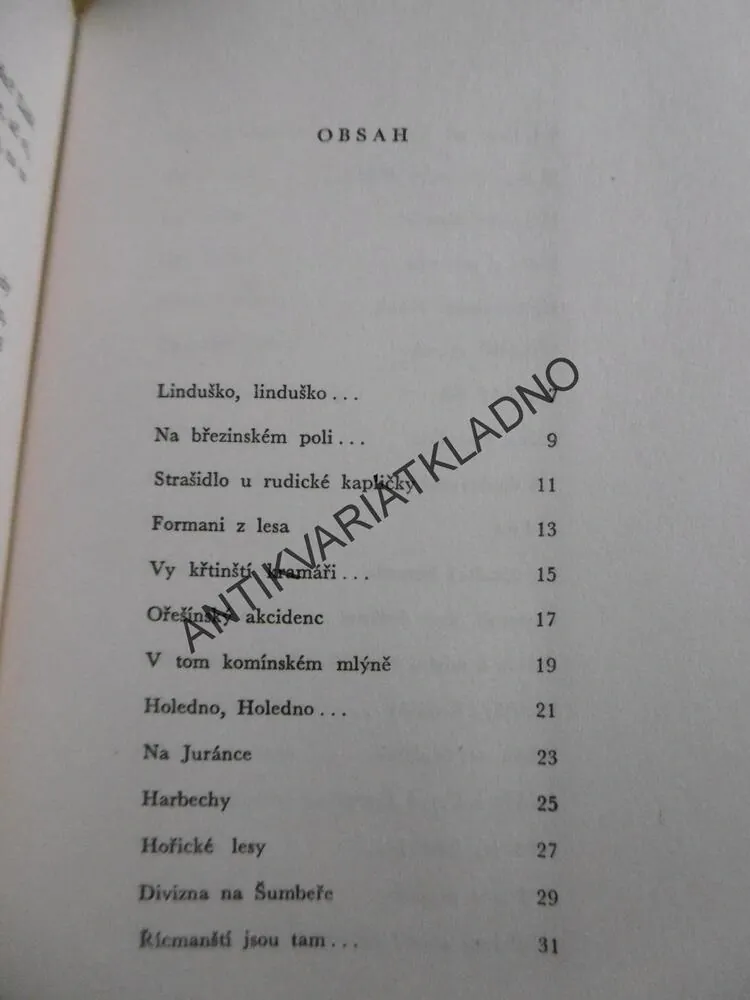 OBSAH
Linduško, linduško...
Na březinském poli... 9
Strašidlo u rudické kapličky 11
Formani z lesa 13
Vy křtinští kramáři... 15
Ořešínský akcidenc 17
V tom komínském mlýně 19
Holedno, Holedno... 21
Na Juránce 23
Harbechy 25
Hořické lesy 27
Divizna na Šumbeře 29
Řícmanští jsou tam... 31
ANTIKVARIATKLADNO